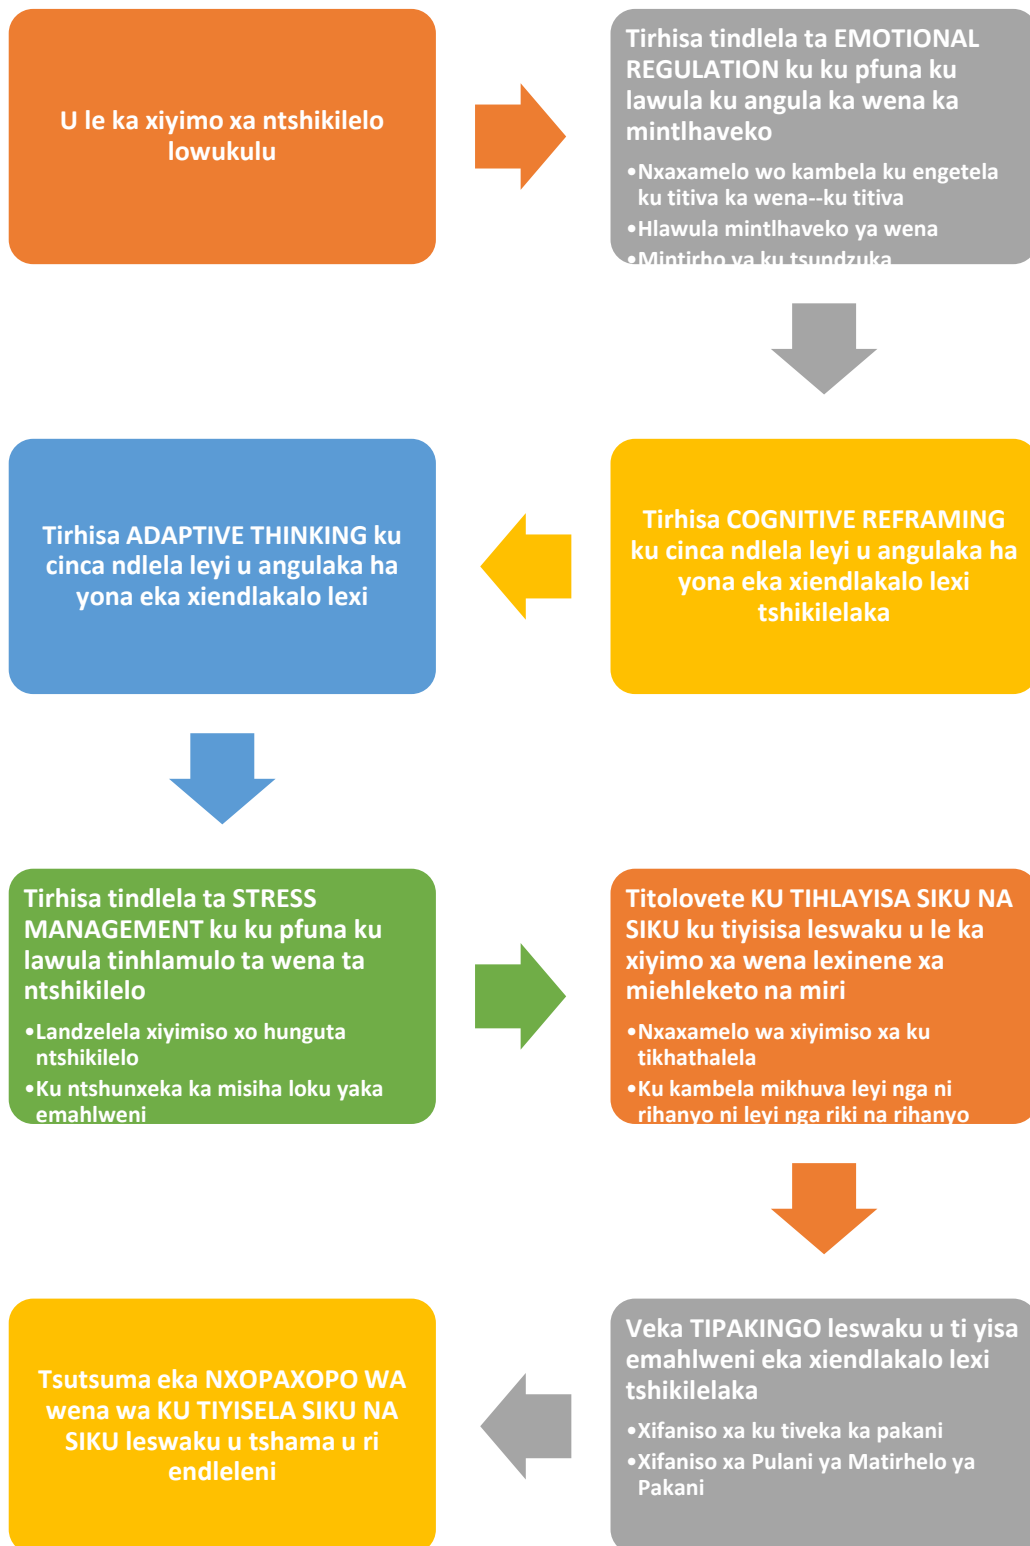 U le ka xiyimo xa ntshikilelo
lowukulu
Tirhisa tindlela ta EMOTIONAL
REGULATION ku ku pfuna ku
lawula ku angula ka wena ka
mintlhaveko
•Nxaxamelo wo kambela ku engetela
ku titiva ka wena--ku titiva
•Hlawula mintlhaveko ya wena
•Mintirho ya ku tsundzuka
Tirhisa COGNITIVE REFRAMING
ku cinca ndlela leyi u angulaka ha
yona eka xiendlakalo lexi
tshikilelaka
Tirhisa ADAPTIVE THINKING ku
cinca ndlela leyi u angulaka ha
yona eka xiendlakalo lexi
Tirhisa tindlela ta STRESS
MANAGEMENT ku ku pfuna ku
lawula tinhlamulo ta wena ta
ntshikilelo
•Landzelela xiyimiso xo hunguta
ntshikilelo
•Ku ntshunxeka ka misiha loku yaka
emahlweni
Titolovete KU TIHLAYISA SIKU NA
SIKU ku tiyisisa leswaku u le ka
xiyimo xa wena lexinene xa
miehleketo na miri
•Nxaxamelo wa xiyimiso xa ku
tikhathalela
•Ku kambela mikhuva leyi nga ni
rihanyo ni leyi nga riki na rihanyo
Veka TIPAKINGO leswaku u ti yisa
emahlweni eka xiendlakalo lexi
tshikilelaka
•Xifaniso xa ku tiveka ka pakani
•Xifaniso xa Pulani ya Matirhelo ya
Pakani
Tsutsuma eka NXOPAXOPO WA
wena wa KU TIYISELA SIKU NA
SIKU leswaku u tshama u ri
endleleni